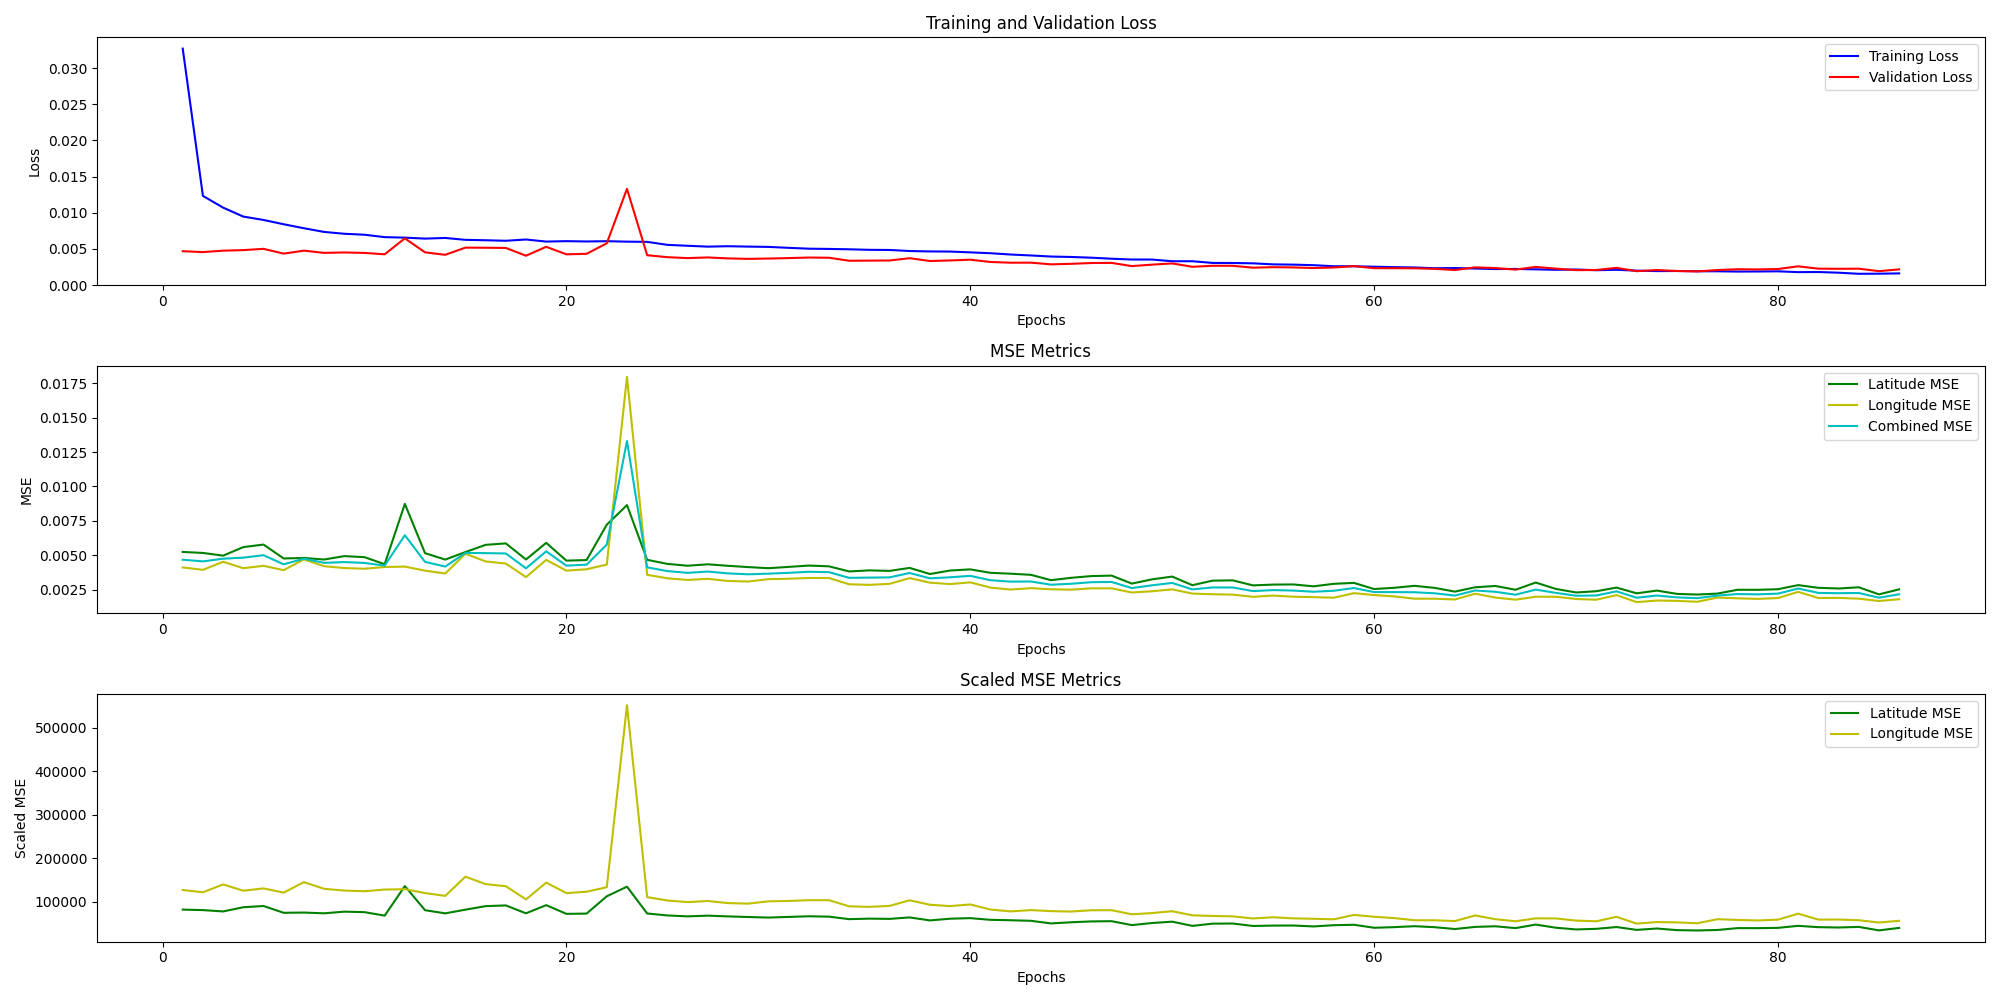 Training and Validation Loss
Loss
0.030
0.025
0.020
0.015
0.010
0.005
0.000
Training Loss
Validation Loss
0
20
40
60
80
Epochs
MSE Metrics
MSE
0.0175
0.0150
0.0125
0.0100
0.0075
0.0050
0.0025
Latitude MSE
Longitude MSE
Combined MSE
0
20
40
60
80
Epochs
Scaled MSE Metrics
Scaled MSE
500000
400000
300000
200000
100000
Latitude MSE
Longitude MSE
0
20
40
60
80
Epochs